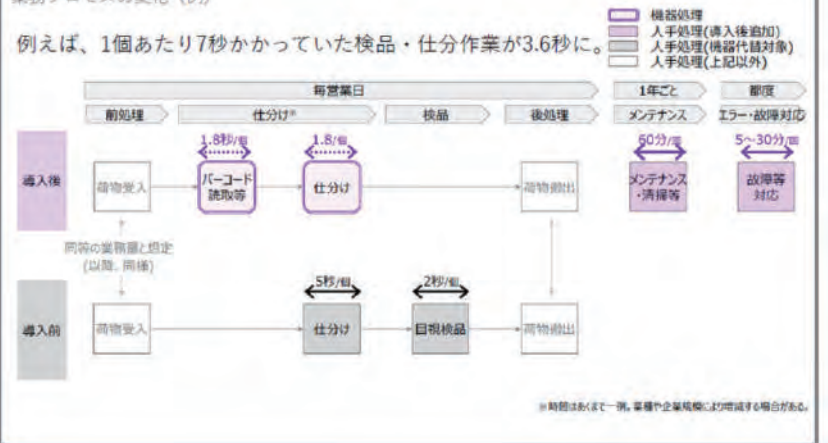 業務プロセスの変化（例）
例えば、1個あたり7秒かかっていた検品・仕分作業が3.6秒に。
機器処理
人手処理(導入後追加)
人手処理(機器代替対象)
人手処理(上記以外)
毎営業日
1年ごと
都度
前処理
仕分け※
検品
後処理
メンテナンス
エラー・故障対応
1.8秒/個
1.8/個
60分/回
5～30分/回
導入後
荷物受入
バーコード
読取等
仕分け
荷物搬出
メンテナンス
・清掃等
故障等
対応
同等の業務量と想定
(以降、同様)
5秒/個
2秒/個
導入前
荷物受入
仕分け
目視検品
荷物搬出
※時間はあくまで一例。業種や企業規模により増減する場合がある。